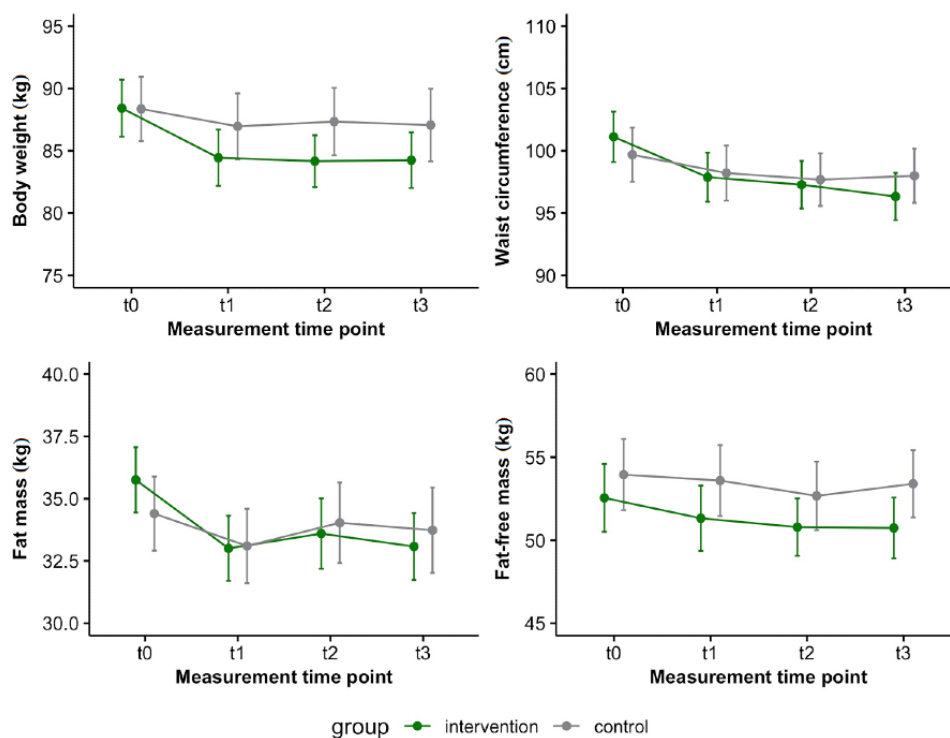 Body weight (kg)
95
90
85
80
75
t0 t1 t2 t3
Measurement time point
Waist circumference (cm)
110
105
100
95
90
t0 t1 t2 t3
Measurement time point
Fat mass (kg)
40.0
37.5
35.0
32.5
30.0
t0 t1 t2 t3
Measurement time point
Fat-free mass (kg)
60
55
50
45
t0 t1 t2 t3
Measurement time point
group intervention control